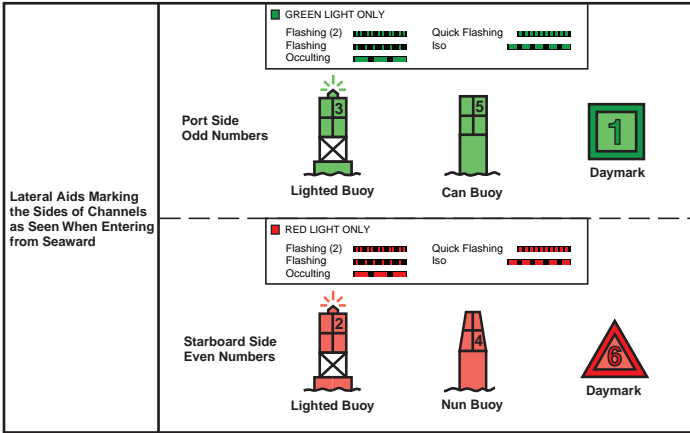 Lateral Aids Marking
the Sides of Channels
as Seen When Entering
from Seaward
GREEN LIGHT ONLY
Flashing (2)
Quick Flashing
Flashing
Iso
Occulting
Port Side
Odd Numbers
3
5
1
Lighted Buoy
Can Buoy
Daymark
RED LIGHT ONLY
Flashing (2)
Quick Flashing
Flashing
Iso
Occulting
Starboard Side
Even Numbers
2
4
6
Lighted Buoy
Nun Buoy
Daymark